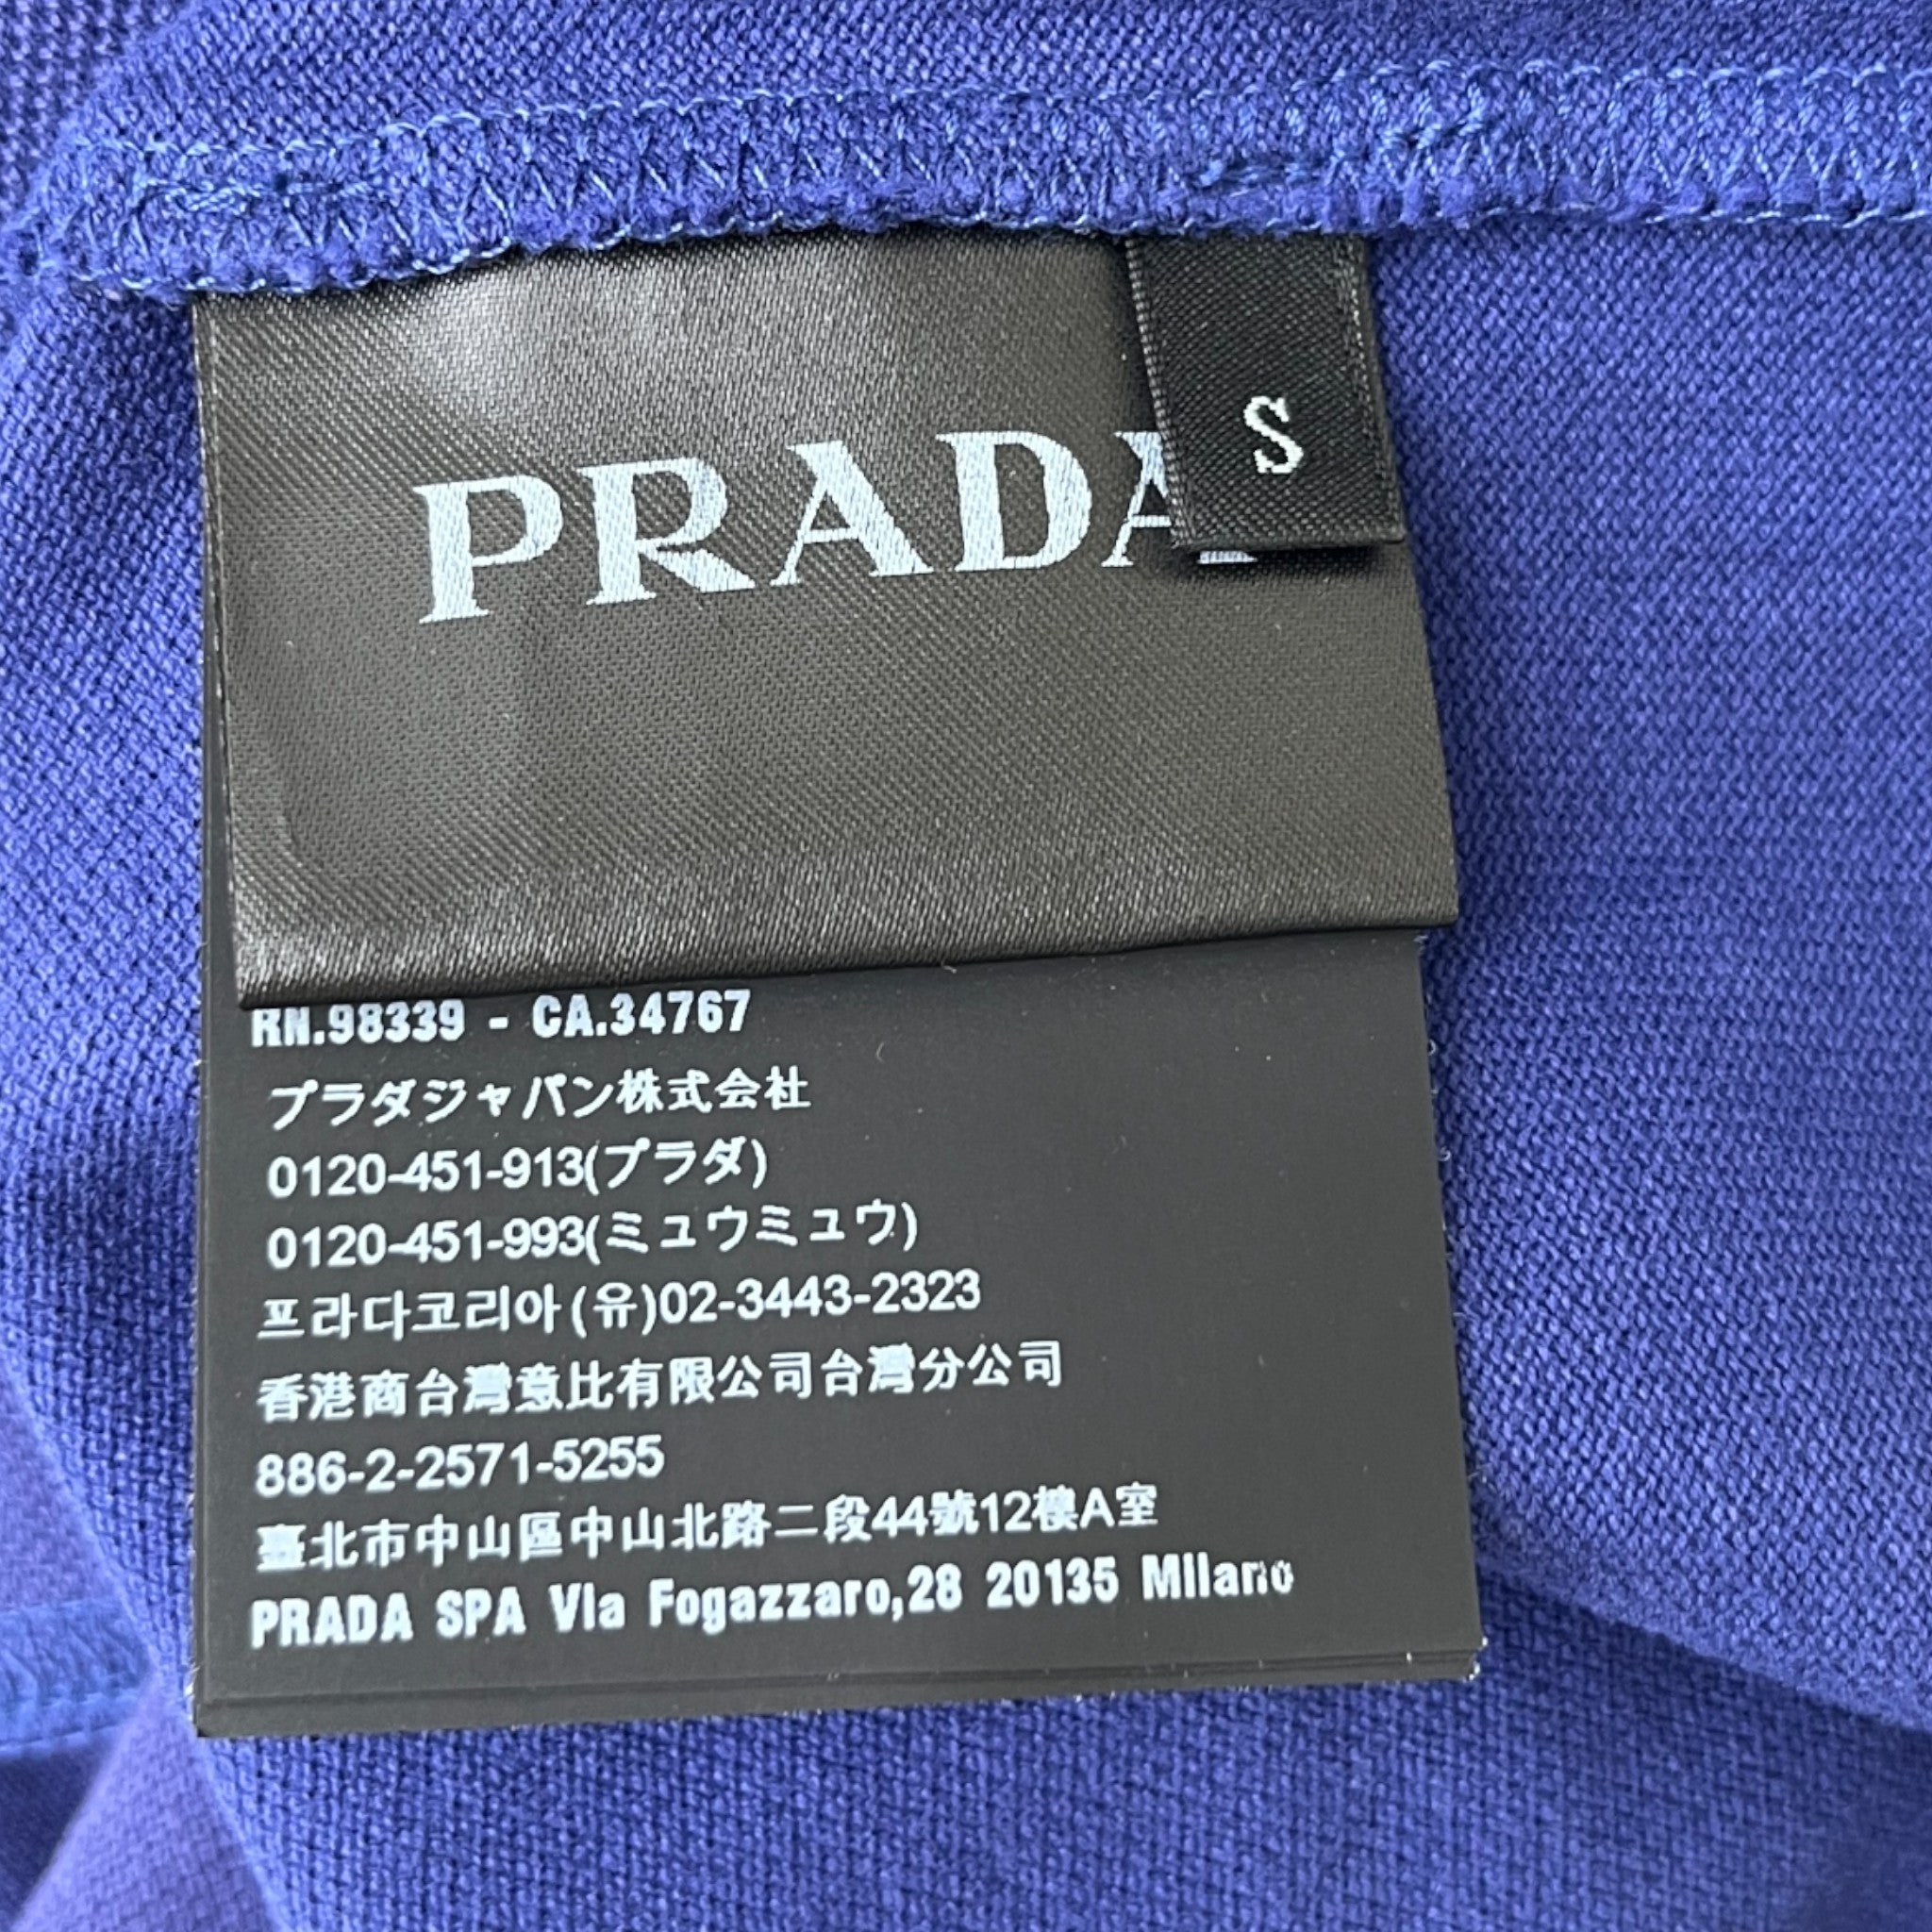 PRADA
S
RN.98339 - CA.34767
プラダジャパン株式会社
0120-451-913(プラダ)
0120-451-993(ミュウミュウ)
프라다코리아(유)02-3443-2323
香港商台灣意比有限公司台灣分公司
886-2-2571-5255
臺北市中山區中山北路二段44號12樓A室
PRADA SPA Via Fogazzaro,28 20135 Milano